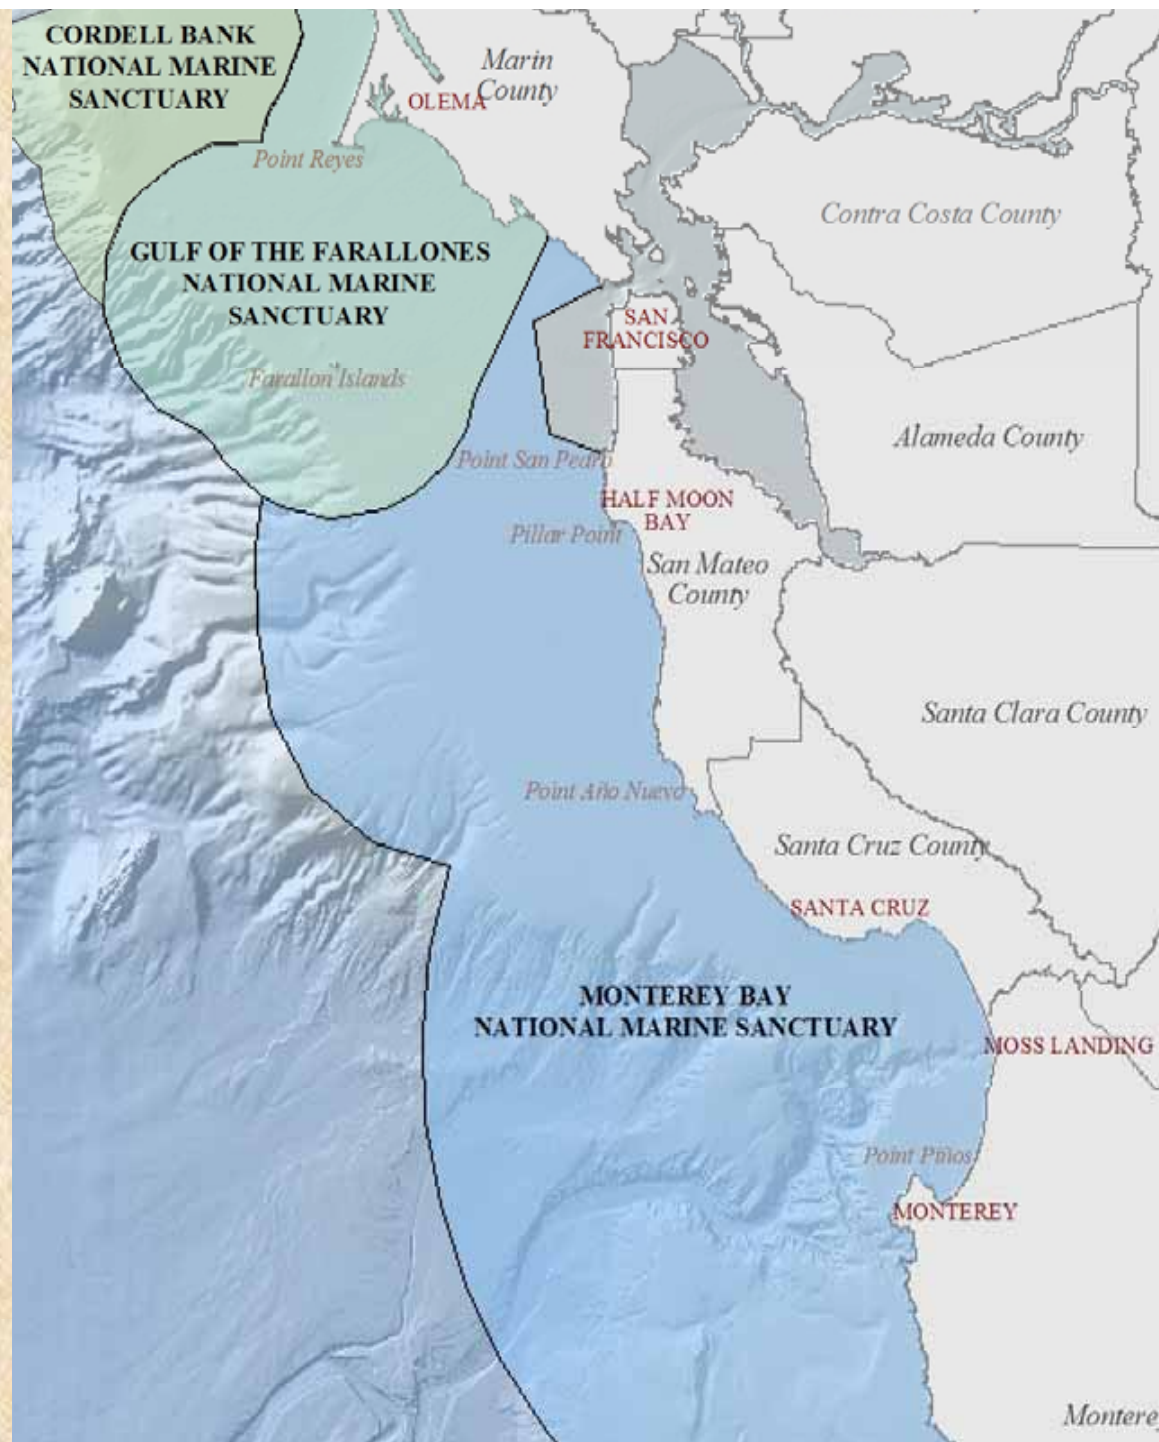 CORDELL BANK
NATIONAL MARINE
SANCTUARY
Marin
County
OLEMA
Point Reyes
Contra Costa County
GULF OF THE FARALLONES
NATIONAL MARINE
SANCTUARY
SAN
FRANCISCO
Farallon Islands
Alameda County
Point San Pedro
HALF MOON
BAY
Pillar Point
San Mateo
County
Santa Clara County
Point Año Nuevo
Santa Cruz County
SANTA CRUZ
MONTEREY BAY
NATIONAL MARINE SANCTUARY
MOSS LANDING
Point Piños
MONTEREY
Monterey